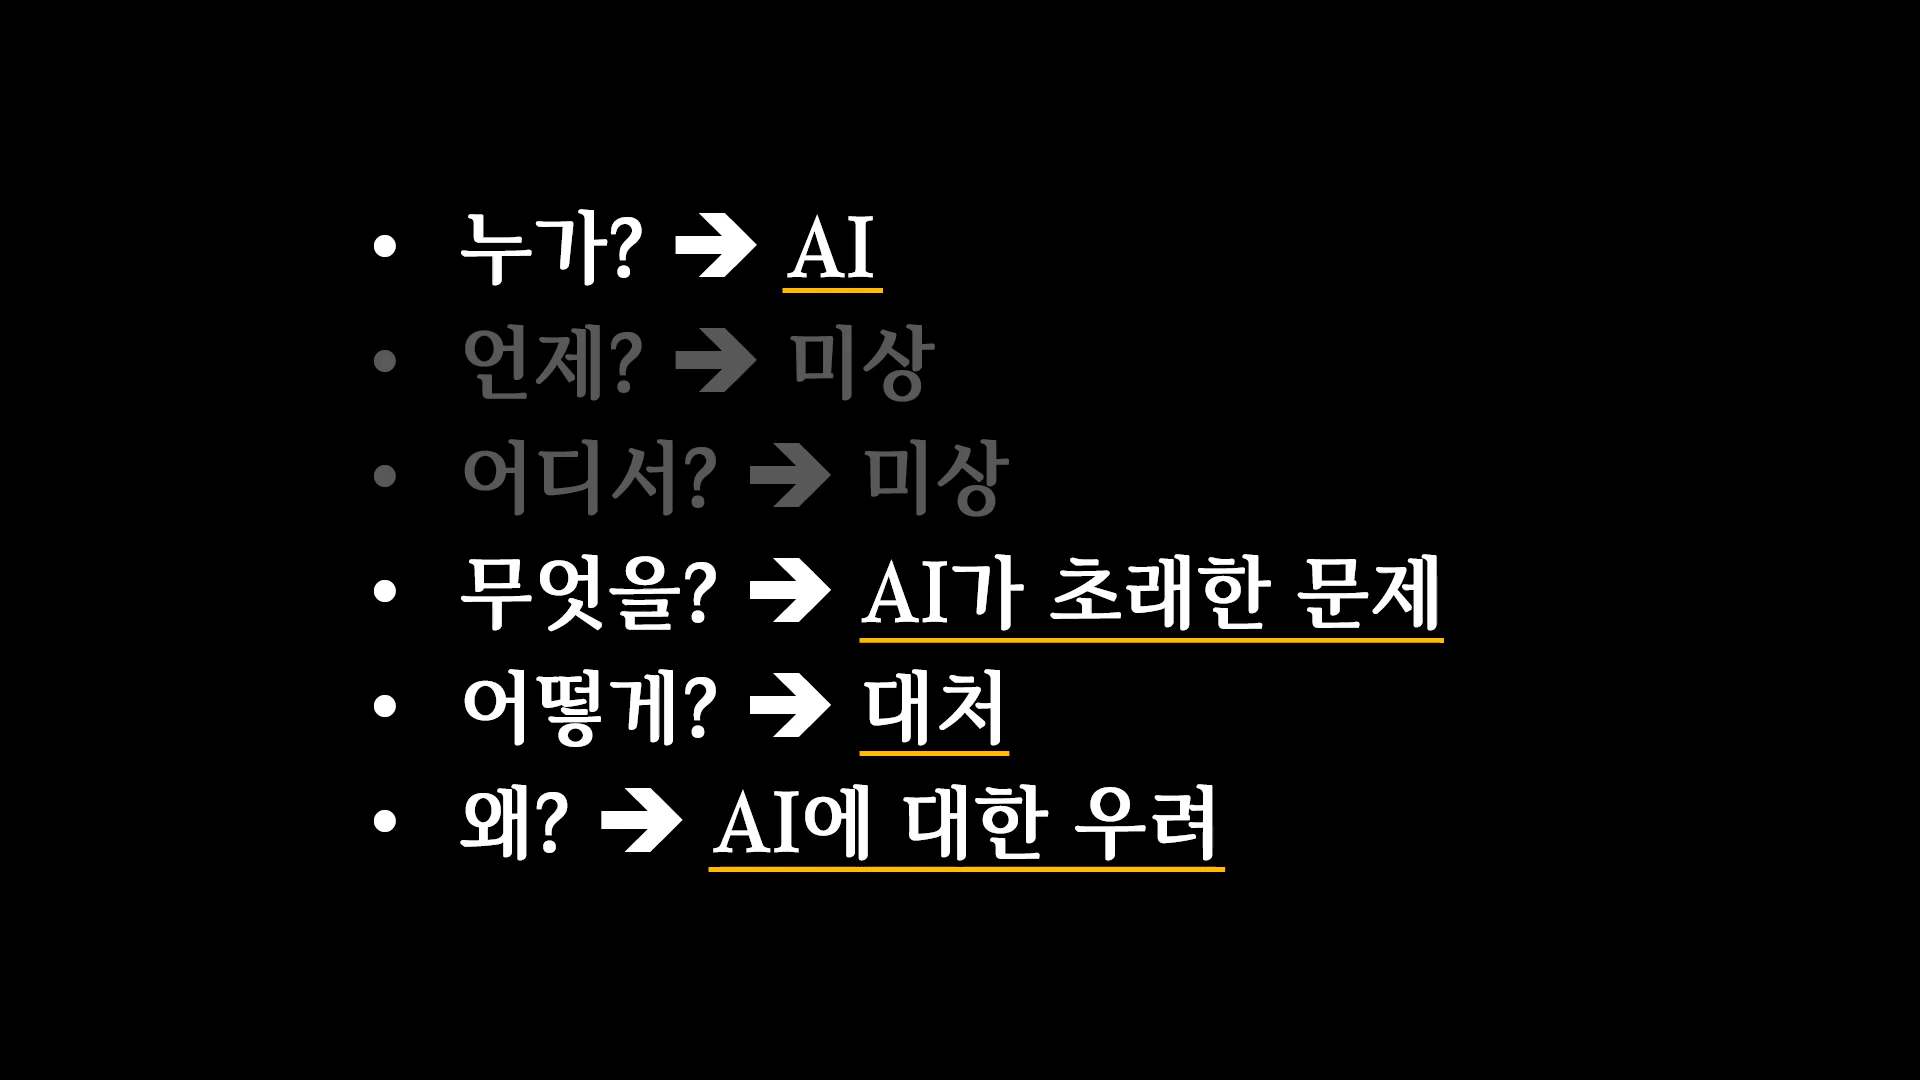 • 누가? ➔ AI
• 언제? ➔ 미상
• 어디서? ➔ 미상
• 무엇을? ➔ AI가 초래한 문제
• 어떻게? ➔ 대처
• 왜? ➔ AI에 대한 우려